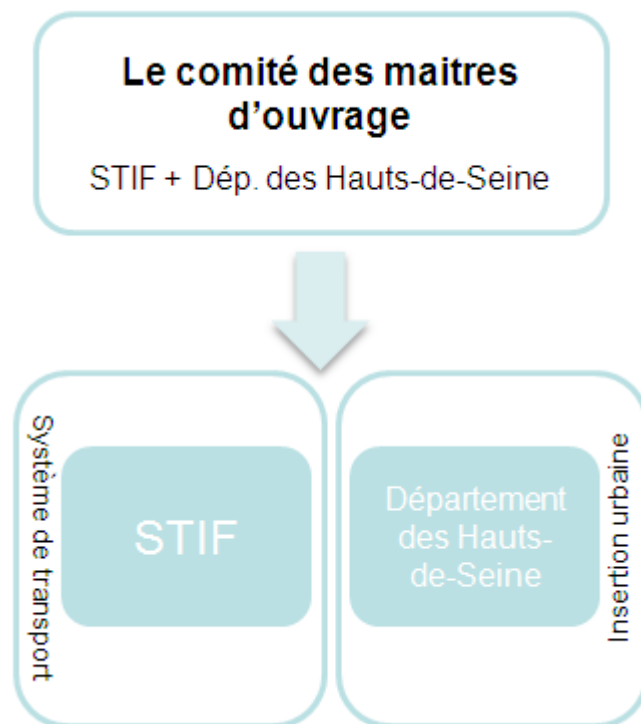 Le comité des maitres
d'ouvrage
STIF + Dép. des Hauts-de-Seine
Système de transport
STIF
Département
des Hauts-
de-Seine
Insertion urbaine